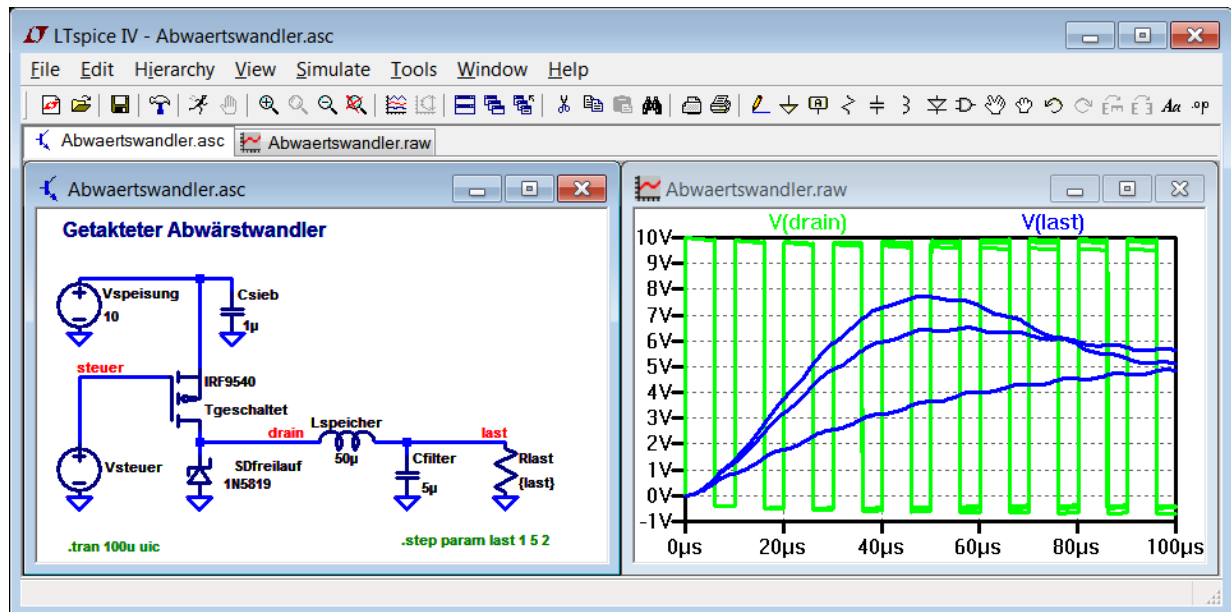 LTspice IV - Abwaertswandler.asc
File Edit Hierarchy View Simulate Tools Window Help
Aa .op
Abwaertswandler.asc Abwaertswandler.raw
Abwaertswandler.asc
Getakteter Abwärstwandler
Vspeisung
10
Csieb
1µ
steuer
IRF9540
Tgeschaltet
Vsteuer
SDfreilauf
1N5819
drain
Lspeicher
50µ
Cfilter
5µ
last
Rlast
{last}
.tran 100u uic
.step param last 1 5 2
Abwaertswandler.raw
V(drain) V(last)
10V
9V
8V
7V
6V
5V
4V
3V
2V
1V
0V
-1V
0µs 20µs 40µs 60µs 80µs 100µs